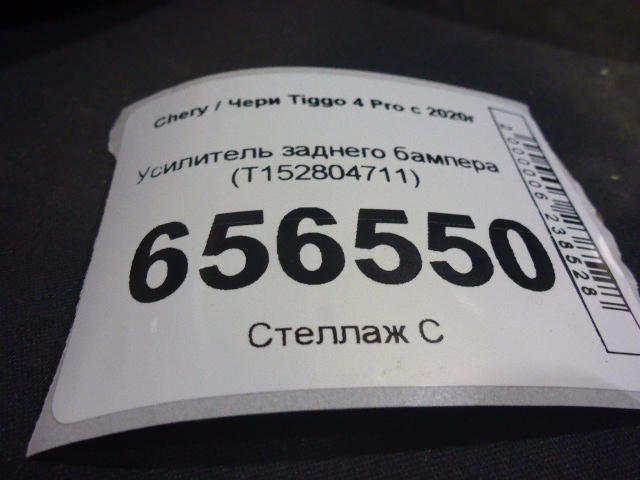 Chery / Чери Tiggo 4 Pro с 2020г
Усилитель заднего бампера
(T152804711)
656550
Стеллаж С
2000006238528